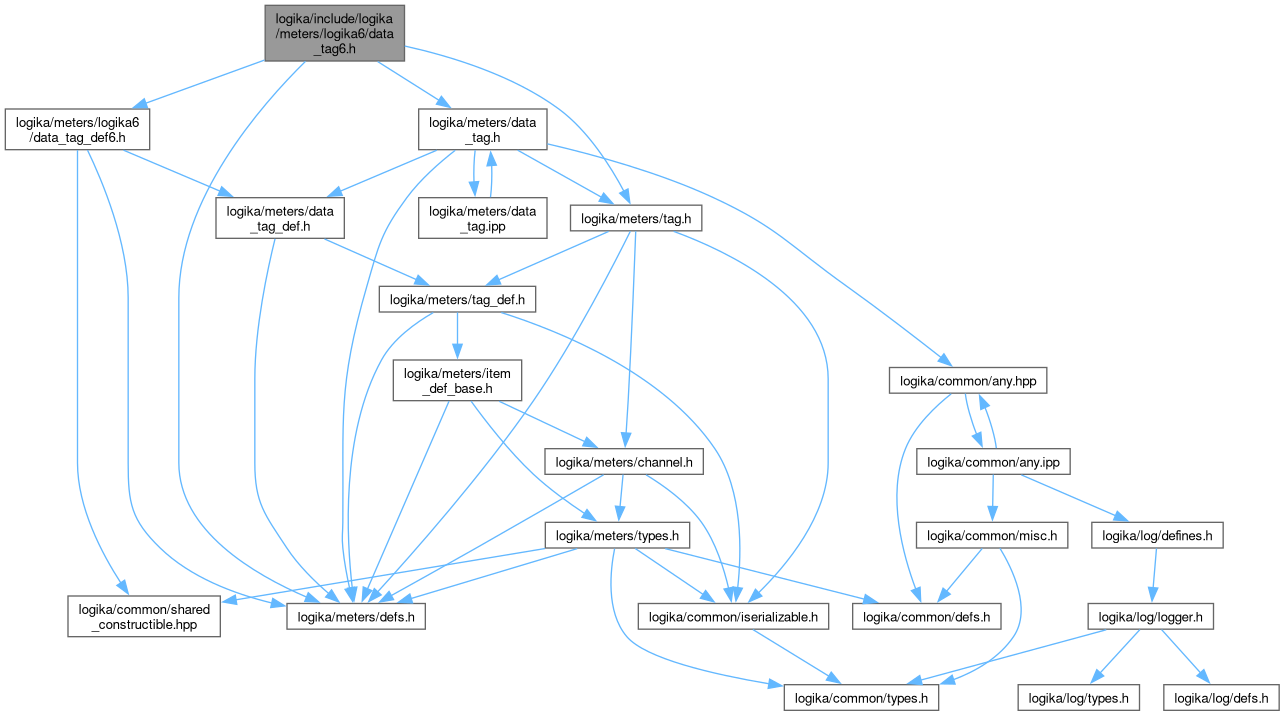 logika/include/logika
/meters/logika6/data
_tag6.h
logika/meters/logika6
/data_tag_def6.h
logika/meters/data
_tag.h
logika/meters/data
_tag_def.h
logika/meters/data
_tag.ipp
logika/meters/tag.h
logika/meters/tag_def.h
logika/meters/item
_def_base.h
logika/common/any.hpp
logika/meters/channel.h
logika/common/any.ipp
logika/meters/types.h
logika/common/misc.h
logika/log/defines.h
logika/common/shared
_constructible.hpp
logika/meters/defs.h
logika/common/iserializable.h
logika/common/defs.h
logika/log/logger.h
logika/common/types.h
logika/log/types.h
logika/log/defs.h